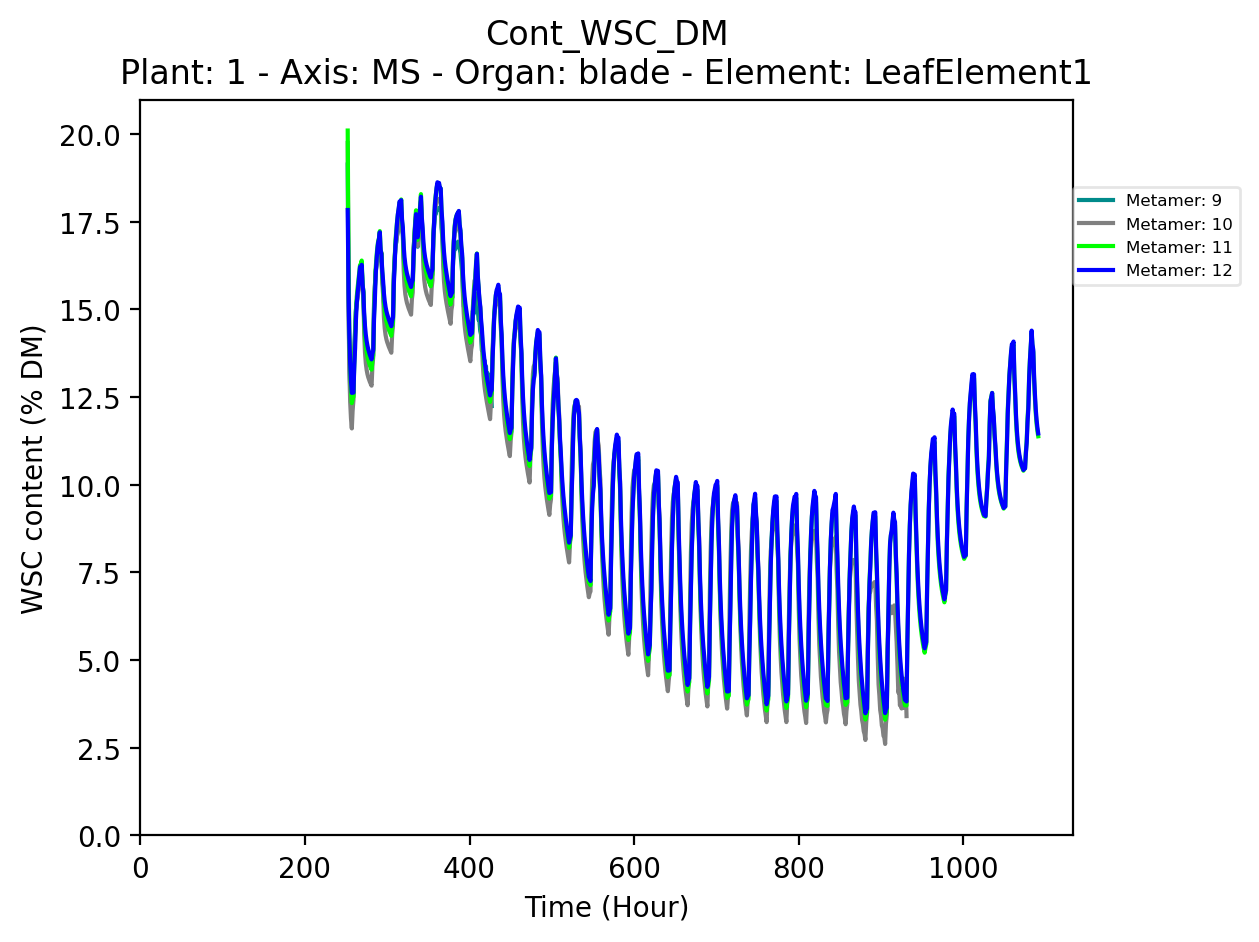 Cont_WSC_DM
Plant: 1 - Axis: MS - Organ: blade - Element: LeafElement1
20.0
17.5
15.0
12.5
10.0
7.5
5.0
2.5
0.0
WSC content (% DM)
Metamer: 9
Metamer: 10
Metamer: 11
Metamer: 12
0 200 400 600 800 1000
Time (Hour)